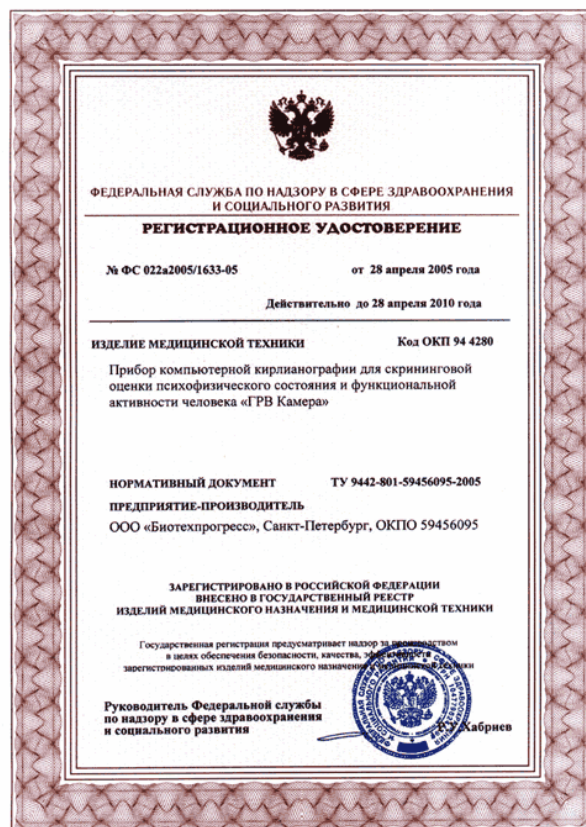 ФЕДЕРАЛЬНАЯ СЛУЖБА ПО НАДЗОРУ В СФЕРЕ ЗДРАВООХРАНЕНИЯ
И СОЦИАЛЬНОГО РАЗВИТИЯ
РЕГИСТРАЦИОННОЕ УДОСТОВЕРЕНИЕ
№ ФС 022а2005/1633-05 от 28 апреля 2005 года
Действительно до 28 апреля 2010 года
ИЗДЕЛИЕ МЕДИЦИНСКОЙ ТЕХНИКИ Код ОКП 94 4280
Прибор компьютерной кирлианографии для скрининговой
оценки психофизического состояния и функциональной
активности человека «ГРВ Камера»
НОРМАТИВНЫЙ ДОКУМЕНТ ТУ 9442-801-59456095-2005
ПРЕДПРИЯТИЕ-ПРОИЗВОДИТЕЛЬ
ООО «Биотехпрогресс», Санкт-Петербург, ОКПО 59456095
ЗАРЕГИСТРИРОВАНО В РОССИЙСКОЙ ФЕДЕРАЦИИ
ВНЕСЕНО В ГОСУДАРСТВЕННЫЙ РЕЕСТР
ИЗДЕЛИЙ МЕДИЦИНСКОГО НАЗНАЧЕНИЯ И МЕДИЦИНСКОЙ ТЕХНИКИ
Государственная регистрация предусматривает надзор за производством
в целях обеспечения безопасности, качества,
зарегистрированных изделий медицинского назначения и медицинской техники
Руководитель Федеральной службы
по надзору в сфере здравоохранения
и социального развития Р.У. Хабриев